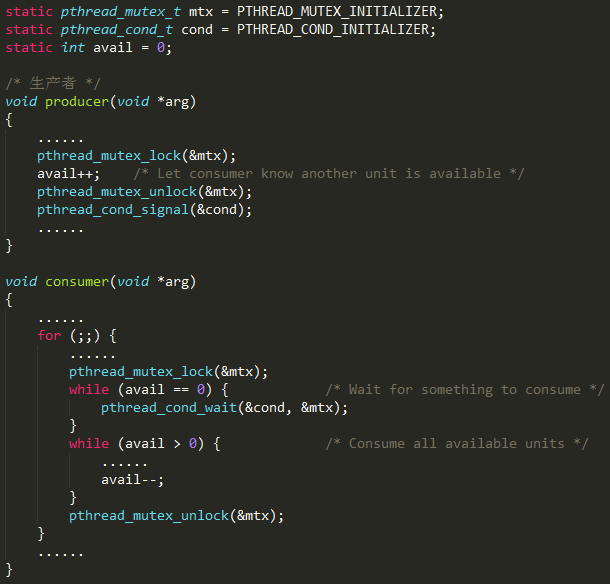 static pthread_mutex_t mtx = PTHREAD_MUTEX_INITIALIZER;
static pthread_cond_t cond = PTHREAD_COND_INITIALIZER;
static int avail = 0;
/* 生产者 */
void producer(void *arg)
{
    ......
    pthread_mutex_lock(&mtx);
    avail++;    /* Let consumer know another unit is available */
    pthread_mutex_unlock(&mtx);
    pthread_cond_signal(&cond);
    ......
}
void consumer(void *arg)
{
    ......
    for (;;) {
        ......
        pthread_mutex_lock(&mtx);
        while (avail == 0) {            /* Wait for something to consume */
            pthread_cond_wait(&cond, &mtx);
        }
        while (avail > 0) {             /* Consume all available units */
            ......
            avail--;
        }
        pthread_mutex_unlock(&mtx);
    }
    ......
}